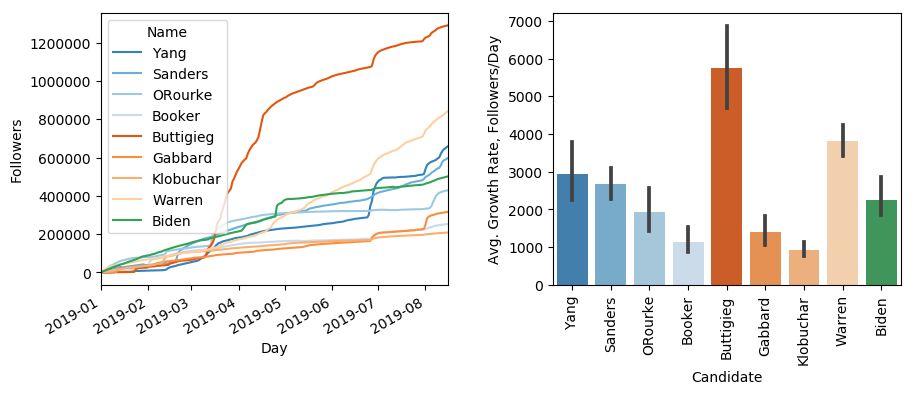 1200000
1000000
800000
600000
400000
200000
0
Followers
Name
Yang
Sanders
ORourke
Booker
Buttigieg
Gabbard
Klobuchar
Warren
Biden
2019-01
2019-02
2019-03
2019-04
2019-05
2019-06
2019-07
2019-08
Day
7000
6000
5000
4000
3000
2000
1000
0
Avg. Growth Rate, Followers/Day
Yang
Sanders
ORourke
Booker
Buttigieg
Gabbard
Klobuchar
Warren
Biden
Candidate